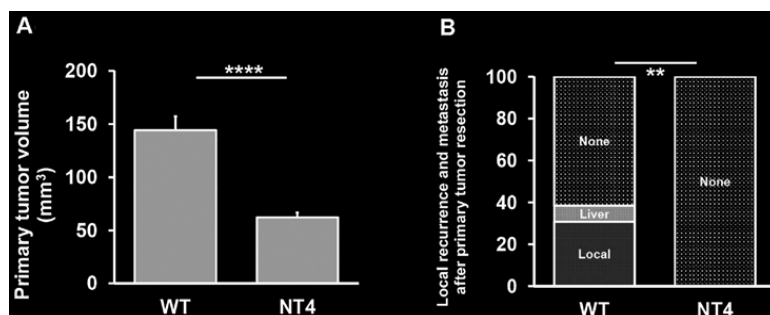 A
Primary tumor volume
(mm³)
200
150
100
50
0
****
WT
NT4
B
Local recurrence and metastasis
after primary tumor resection
100
80
60
40
20
0
**
None
Liver
Local
None
WT
NT4